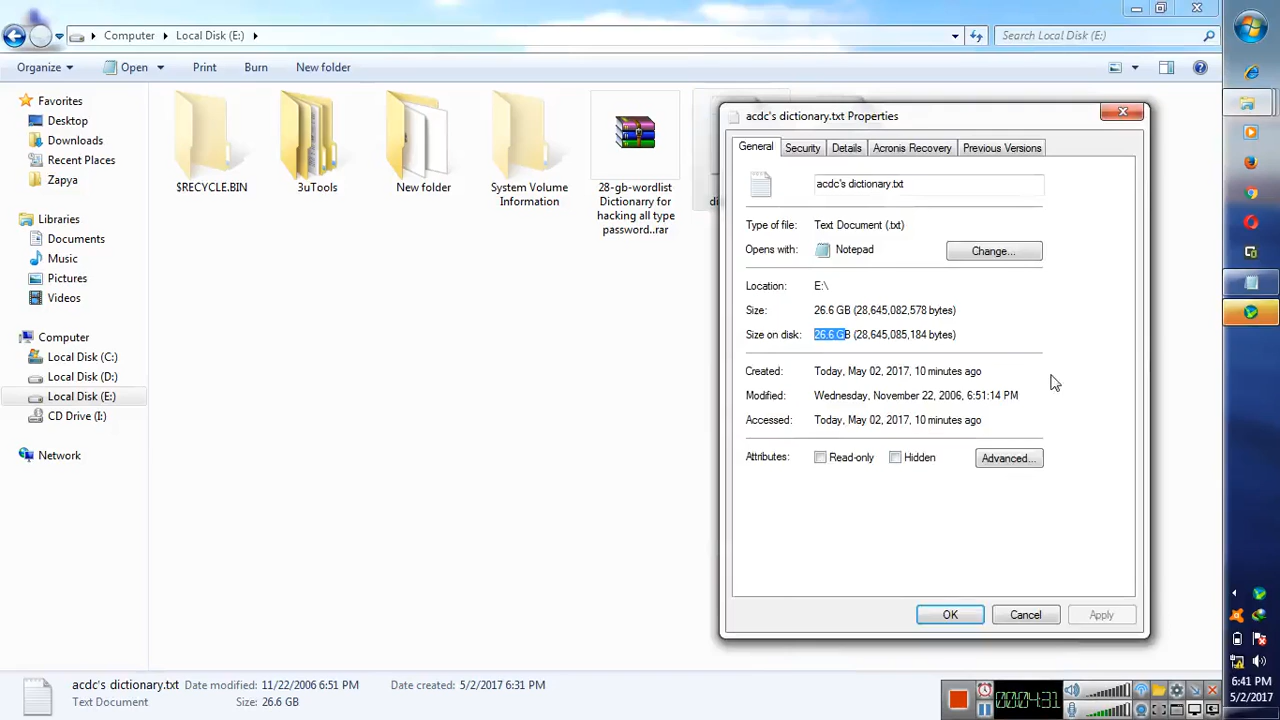 Computer
Local Disk (E:)
Search Local Disk (E:)
Organize
Open
Print
Burn
New folder
Favorites
Desktop
Downloads
Recent Places
Zapya
Libraries
Documents
Music
Pictures
Videos
Computer
Local Disk (C:)
Local Disk (D:)
Local Disk (E:)
CD Drive (I:)
Network
$RECYCLE.BIN
3uTools
New folder
System Volume
Information
28-gb-wordlist
Dictionarry for
hacking all type
password..rar
di
acdc's dictionary.txt Properties
General
Security
Details
Acronis Recovery
Previous Versions
acdc's dictionary.txt
Type of file:
Text Document (.txt)
Opens with:
Notepad
Change...
Location:
E:\
Size:
26.6 GB (28,645,082,578 bytes)
Size on disk:
26.6 GB (28,645,085,184 bytes)
Created:
Today, May 02, 2017, 10 minutes ago
Modified:
Wednesday, November 22, 2006, 6:51:14 PM
Accessed:
Today, May 02, 2017, 10 minutes ago
Attributes:
Read-only
Hidden
Advanced...
OK
Cancel
Apply
acdc's dictionary.txt
Date modified: 11/22/2006 6:51 PM
Date created: 5/2/2017 6:31 PM
Text Document
Size: 26.6 GB
00:04:31
6:41 PM
5/2/2017